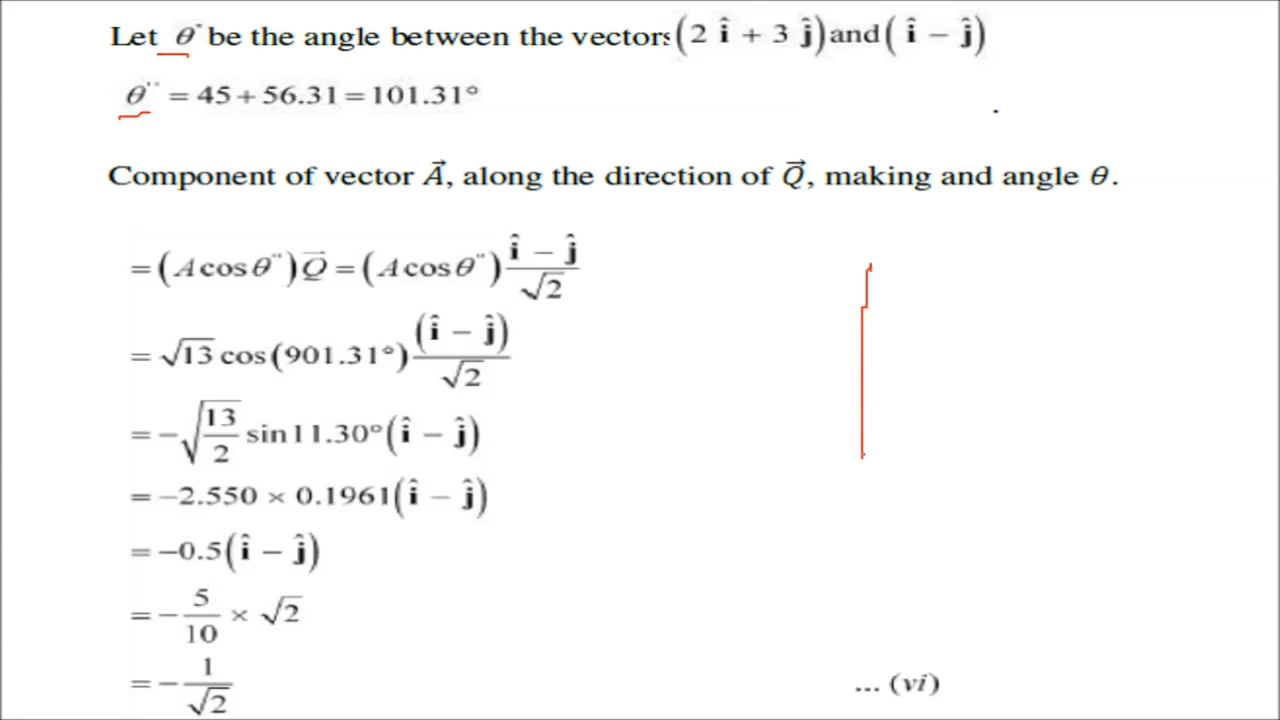 Let θ" be the angle between the vectors (2 î + 3 ĵ) and ( î − ĵ )
θ¨ = 45 + 56.31 = 101.31°
Component of vector A⃗, along the direction of Q⃗, making and angle θ.
= (A cos θ¨) Q⃗ = (A cos θ¨) (î − ĵ)/√2
= √13 cos(901.31°) (î − ĵ)/√2
= −√(13/2) sin 11.30° (î − ĵ)
= −2.550 × 0.1961(î − ĵ)
= −0.5(î − ĵ)
= − 5/10 × √2
= − 1/√2 ... (vi)